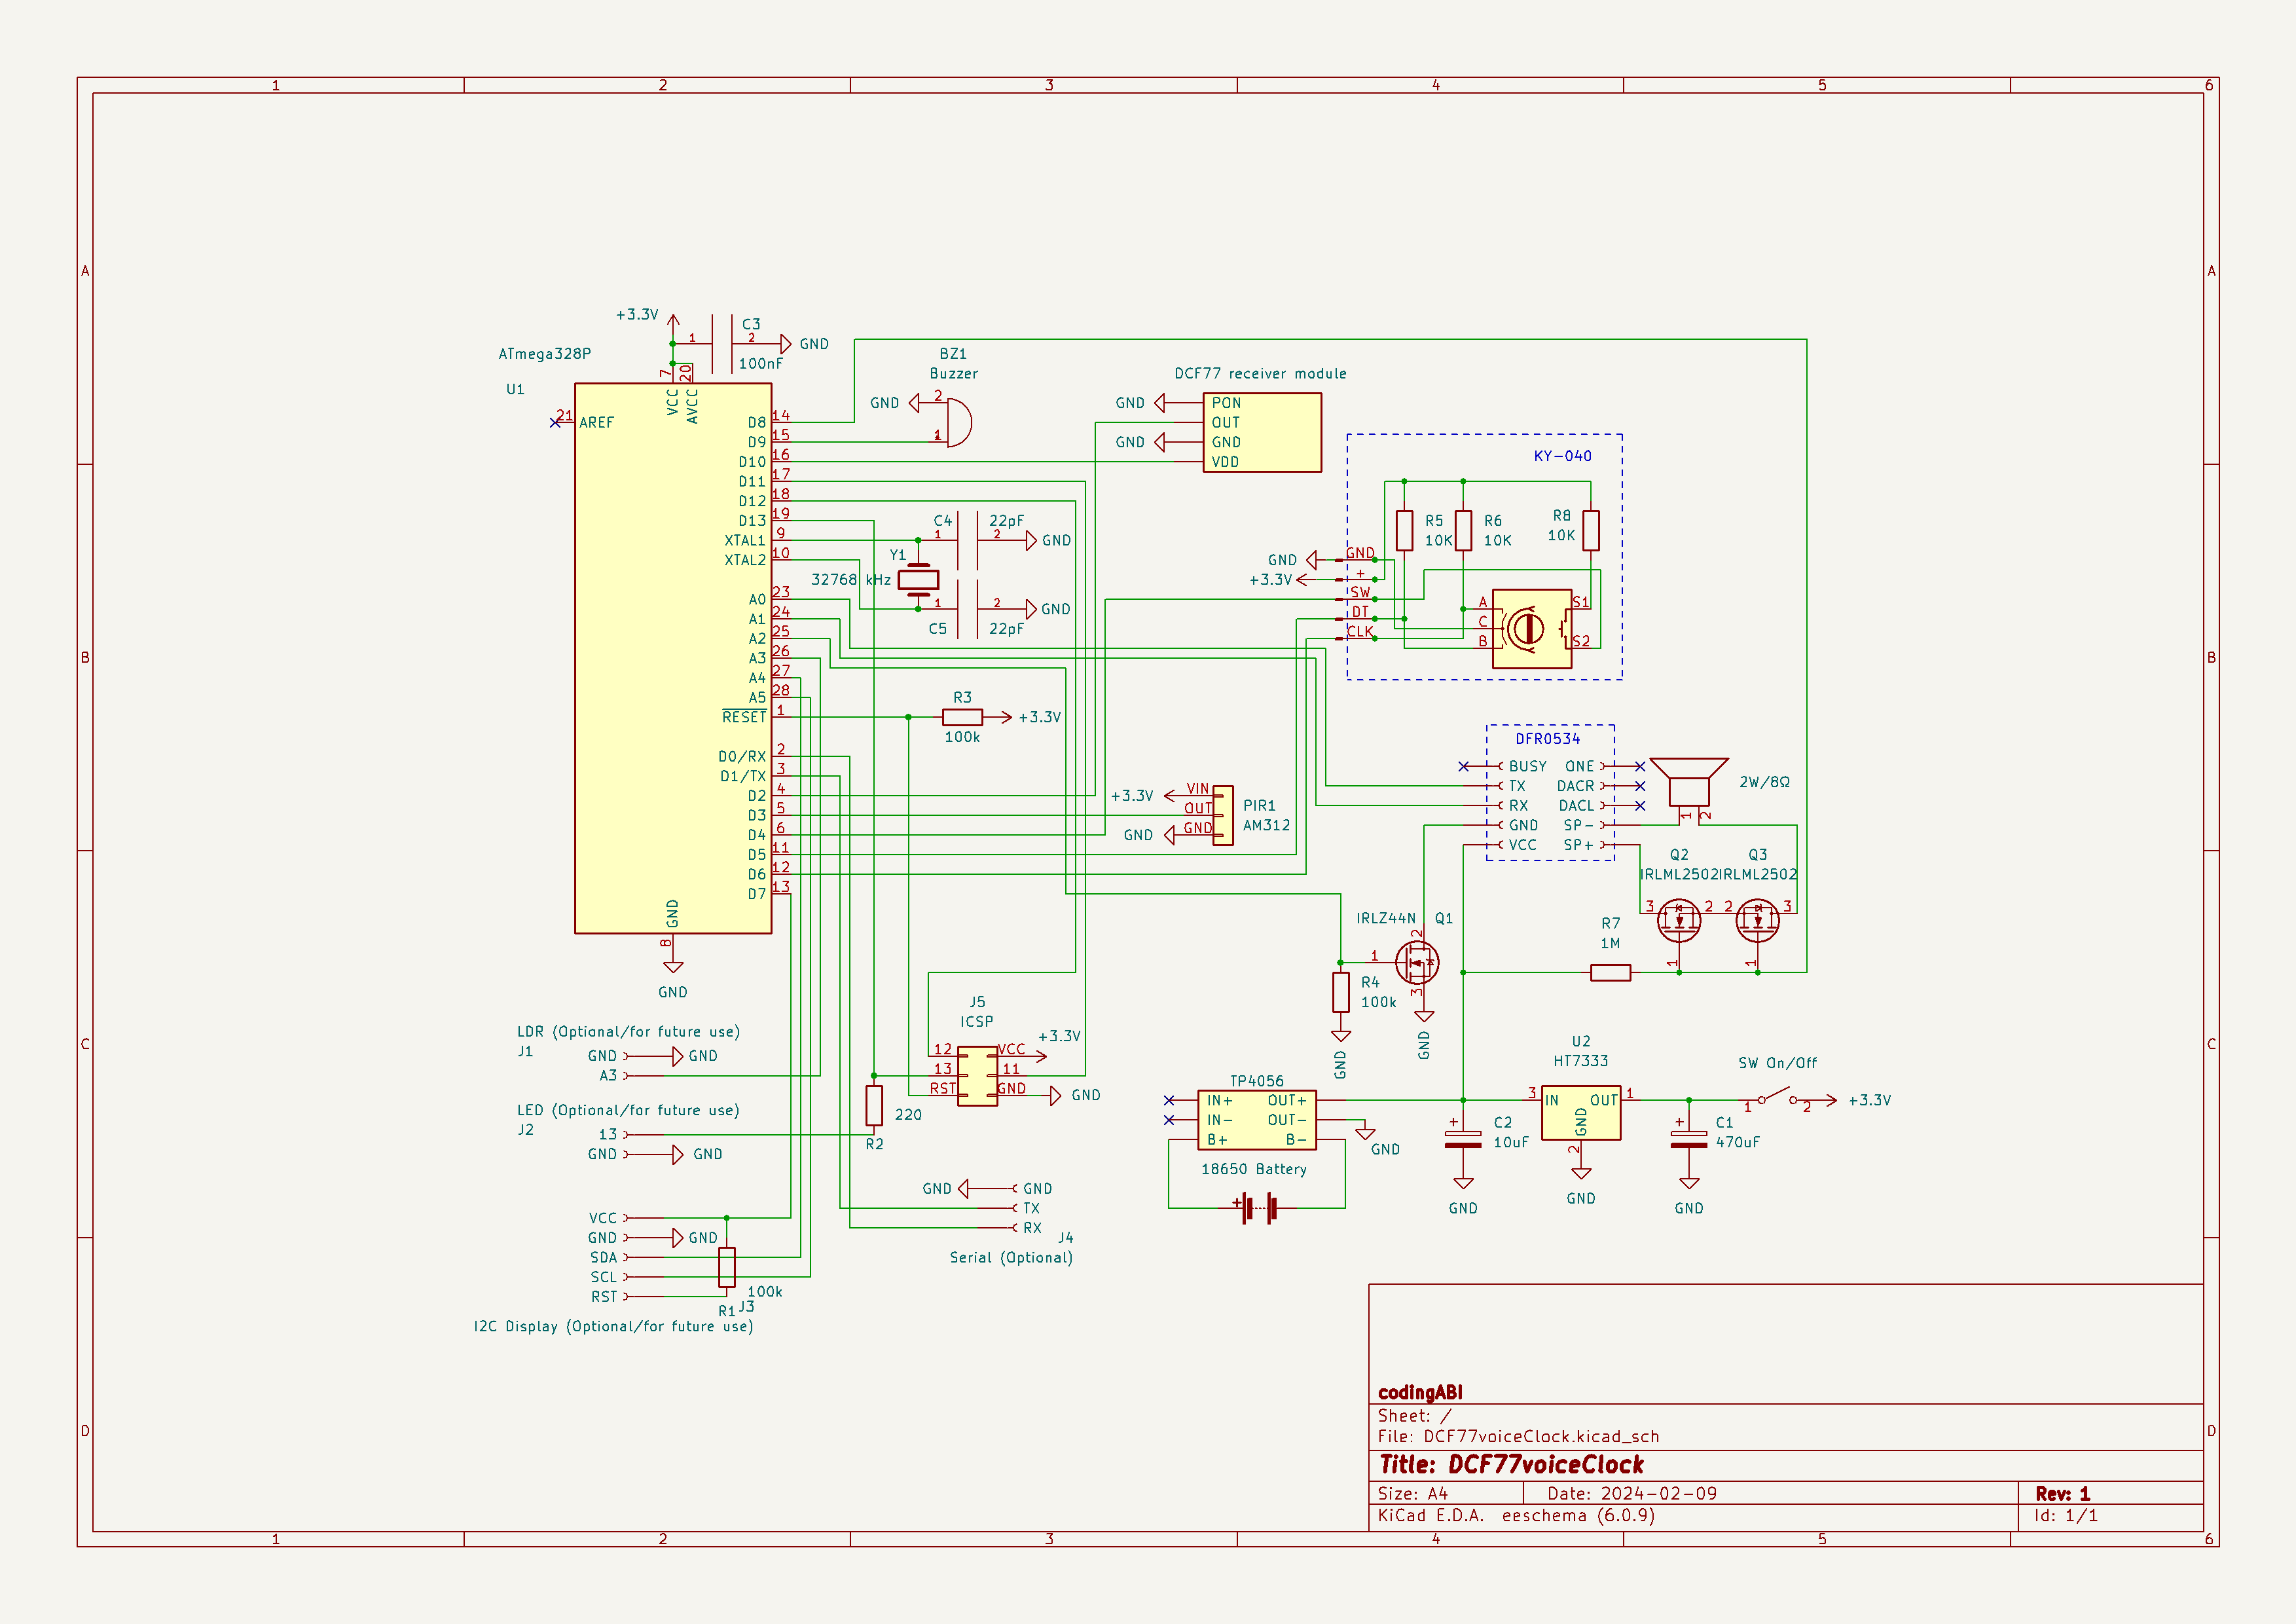 1 2 3 4 5 6
A A
B B
C C
D D
+3.3V
C3
1 2
GND
100nF
ATmega328P
U1
7 20
VCC
AVCC
21 AREF
D8 14
D9 15
D10 16
D11 17
D12 18
D13 19
XTAL1 9
XTAL2 10
A0 23
A1 24
A2 25
A3 26
A4 27
A5 28
RESET 1
D0/RX 2
D1/TX 3
D2 4
D3 5
D4 6
D5 11
D6 12
D7 13
GND
8
GND
BZ1
Buzzer
GND 2
1
DCF77 receiver module
GND PON
OUT
GND GND
VDD
C4 22pF
1 2 GND
Y1
32768 kHz
1 2 GND
C5 22pF
R3
+3.3V
100k
KY-040
R5
10K
R6
10K
R8
10K
GND GND
+3.3V +
SW
DT
CLK
A S1
C
B S2
+3.3V VIN
OUT
GND GND
PIR1
AM312
DFR0534
BUSY ONE
TX DACR
RX DACL
GND SP-
VCC SP+
2W/8Ω
1 2
Q2 Q3
IRLML2502 IRLML2502
3 2 2 3
1 1
R7
1M
IRLZ44N Q1
2
1
3
R4
100k
GND
GND
LDR (Optional/for future use)
J1
GND GND
A3
LED (Optional/for future use)
J2
13
GND GND
VCC
GND GND
SDA
SCL
RST
100k
R1 J3
I2C Display (Optional/for future use)
J5
ICSP
+3.3V
12 VCC
13 11
RST GND GND
220
R2
GND GND
TX
RX
J4
Serial (Optional)
TP4056
IN+ OUT+
IN- OUT-
B+ B-
GND
18650 Battery
+
+ C2
10uF
GND
U2
HT7333
3 IN OUT 1
GND
2
GND
+ C1
470uF
GND
SW On/Off
1 2
+3.3V
codingABI
Sheet: /
File: DCF77voiceClock.kicad_sch
Title: DCF77voiceClock
Size: A4 Date: 2024-02-09 Rev: 1
KiCad E.D.A. eeschema (6.0.9) Id: 1/1
1 2 3 4 5 6